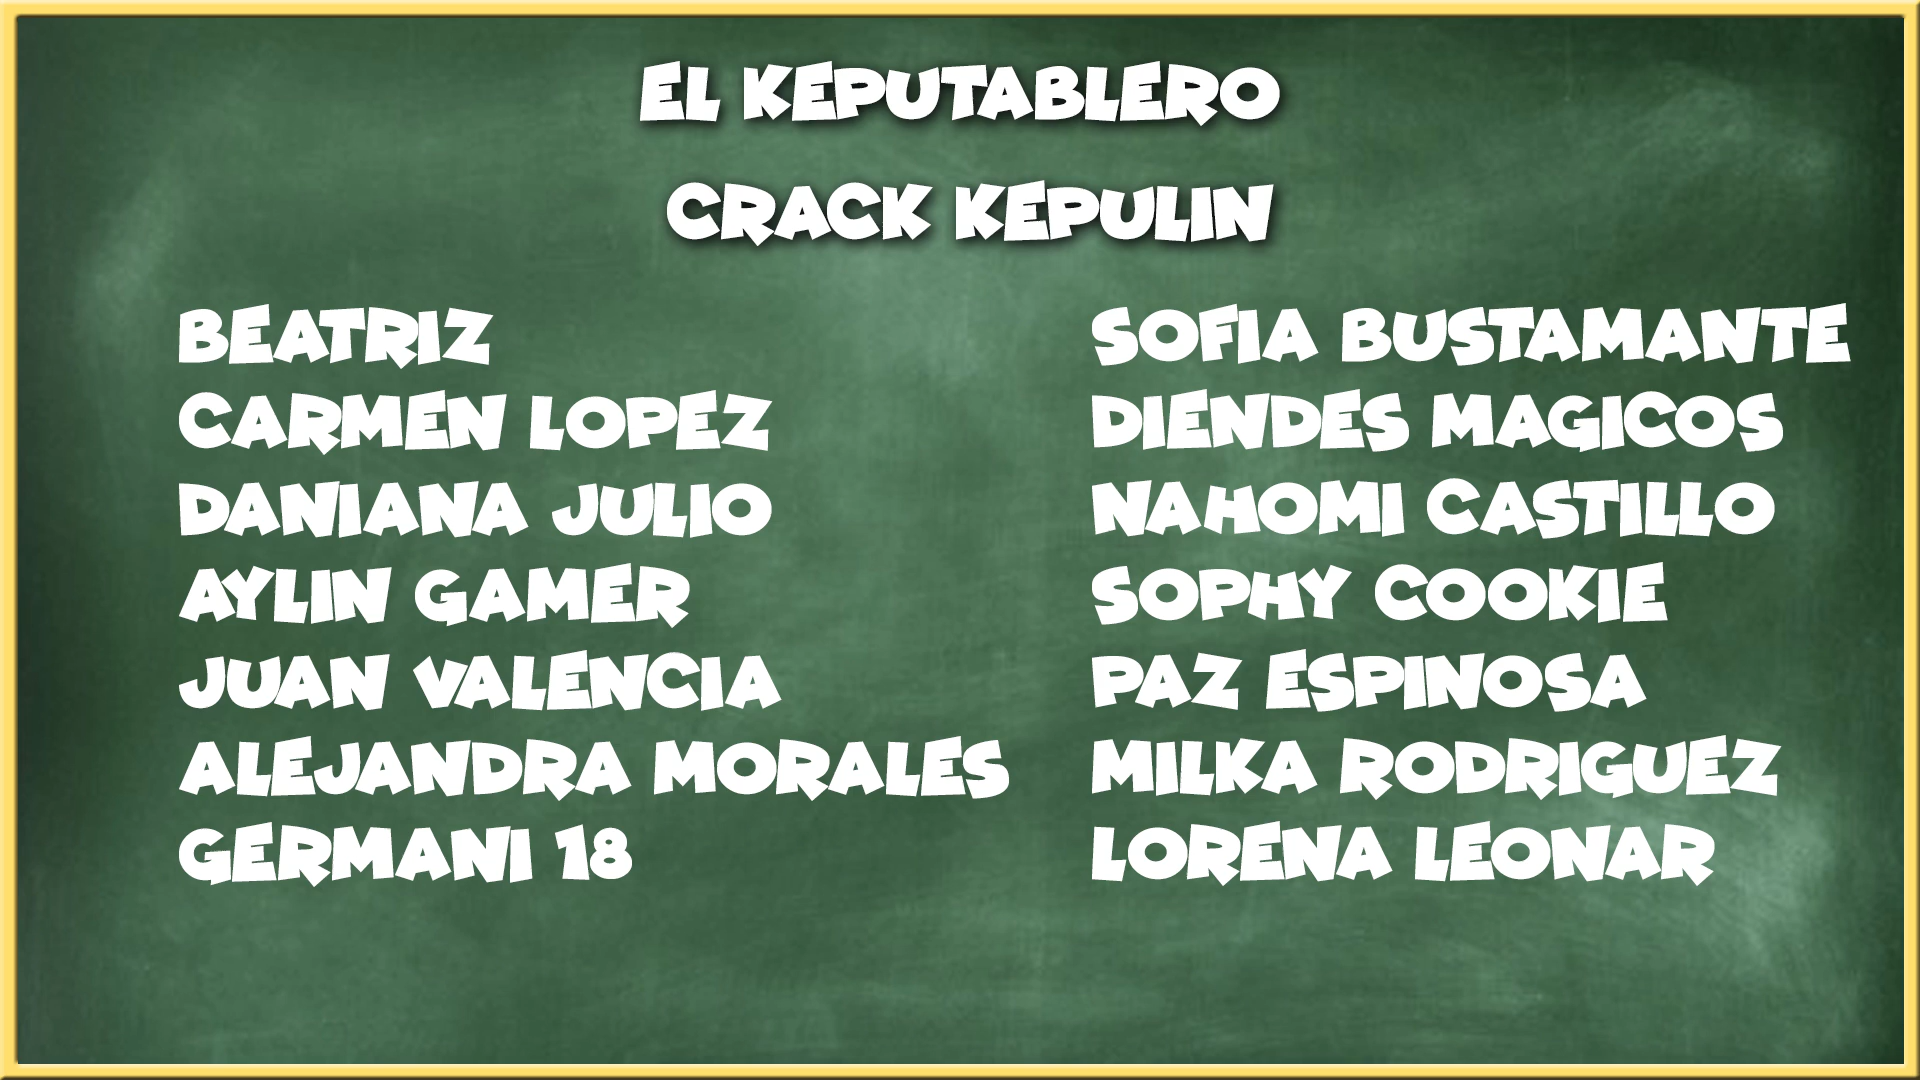 EL KEPUTABLERO
CRACK KEPULIN
BEATRIZ
CARMEN LOPEZ
DANIANA JULIO
AYLIN GAMER
JUAN VALENCIA
ALEJANDRA MORALES
GERMANI 18
SOFIA BUSTAMANTE
DIENDES MAGICOS
NAHOMI CASTILLO
SOPHY COOKIE
PAZ ESPINOSA
MILKA RODRIGUEZ
LORENA LEONAR